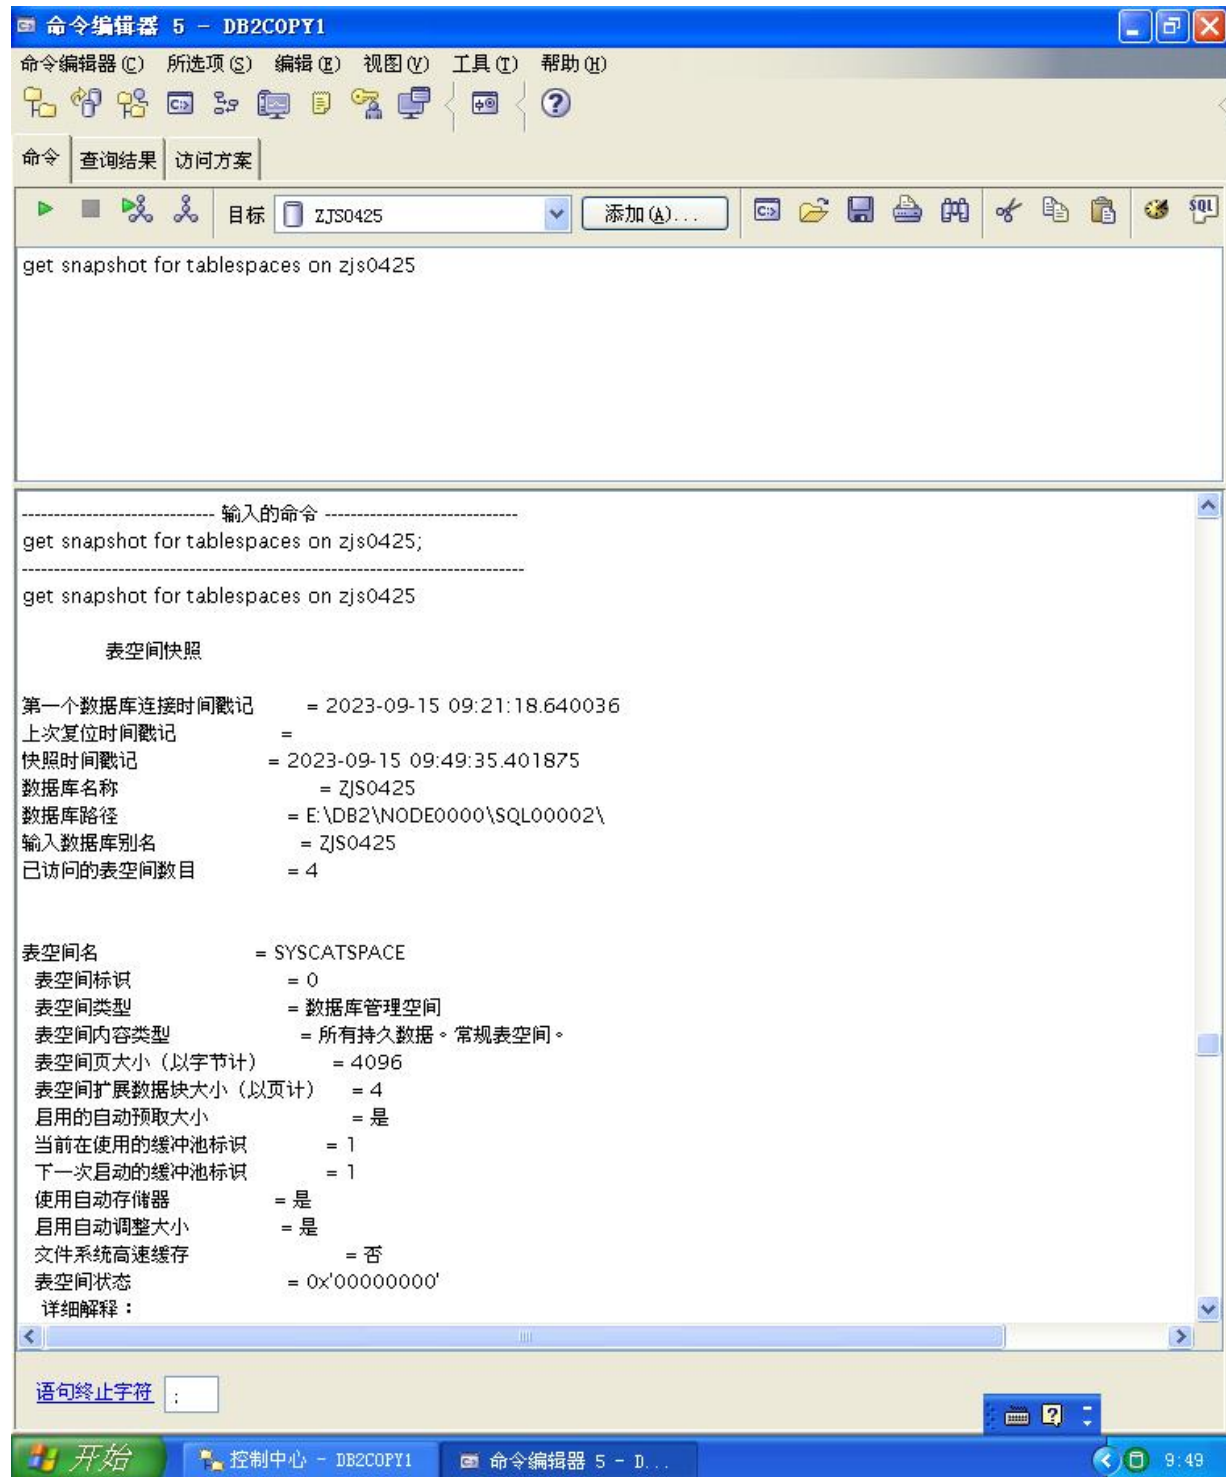 命令编辑器 5 - DB2COPY1
命令编辑器(C) 所选项(S) 编辑(E) 视图(V) 工具(T) 帮助(H)
命令 查询结果 访问方案
目标 ZJS0425 添加(A)... SQL
get snapshot for tablespaces on zjs0425
------------------------------ 输入的命令 ------------------------------
get snapshot for tablespaces on zjs0425;
------------------------------------------------------------------------------
get snapshot for tablespaces on zjs0425
表空间快照
第一个数据库连接时间戳记 = 2023-09-15 09:21:18.640036
上次复位时间戳记 =
快照时间戳记 = 2023-09-15 09:49:35.401875
数据库名称 = ZJS0425
数据库路径 = E:\DB2\NODE0000\SQL00002\
输入数据库别名 = ZJS0425
已访问的表空间数目 = 4
表空间名 = SYSCATSPACE
表空间标识 = 0
表空间类型 = 数据库管理空间
表空间内容类型 = 所有持久数据。常规表空间。
表空间页大小（以字节计） = 4096
表空间扩展数据块大小（以页计） = 4
启用的自动预取大小 = 是
当前在使用的缓冲池标识 = 1
下一次启动的缓冲池标识 = 1
使用自动存储器 = 是
启用自动调整大小 = 是
文件系统高速缓存 = 否
表空间状态 = 0x'00000000'
详细解释：
语句终止字符 ;
开始 控制中心 - DB2COPY1 命令编辑器 5 - D... 9:49